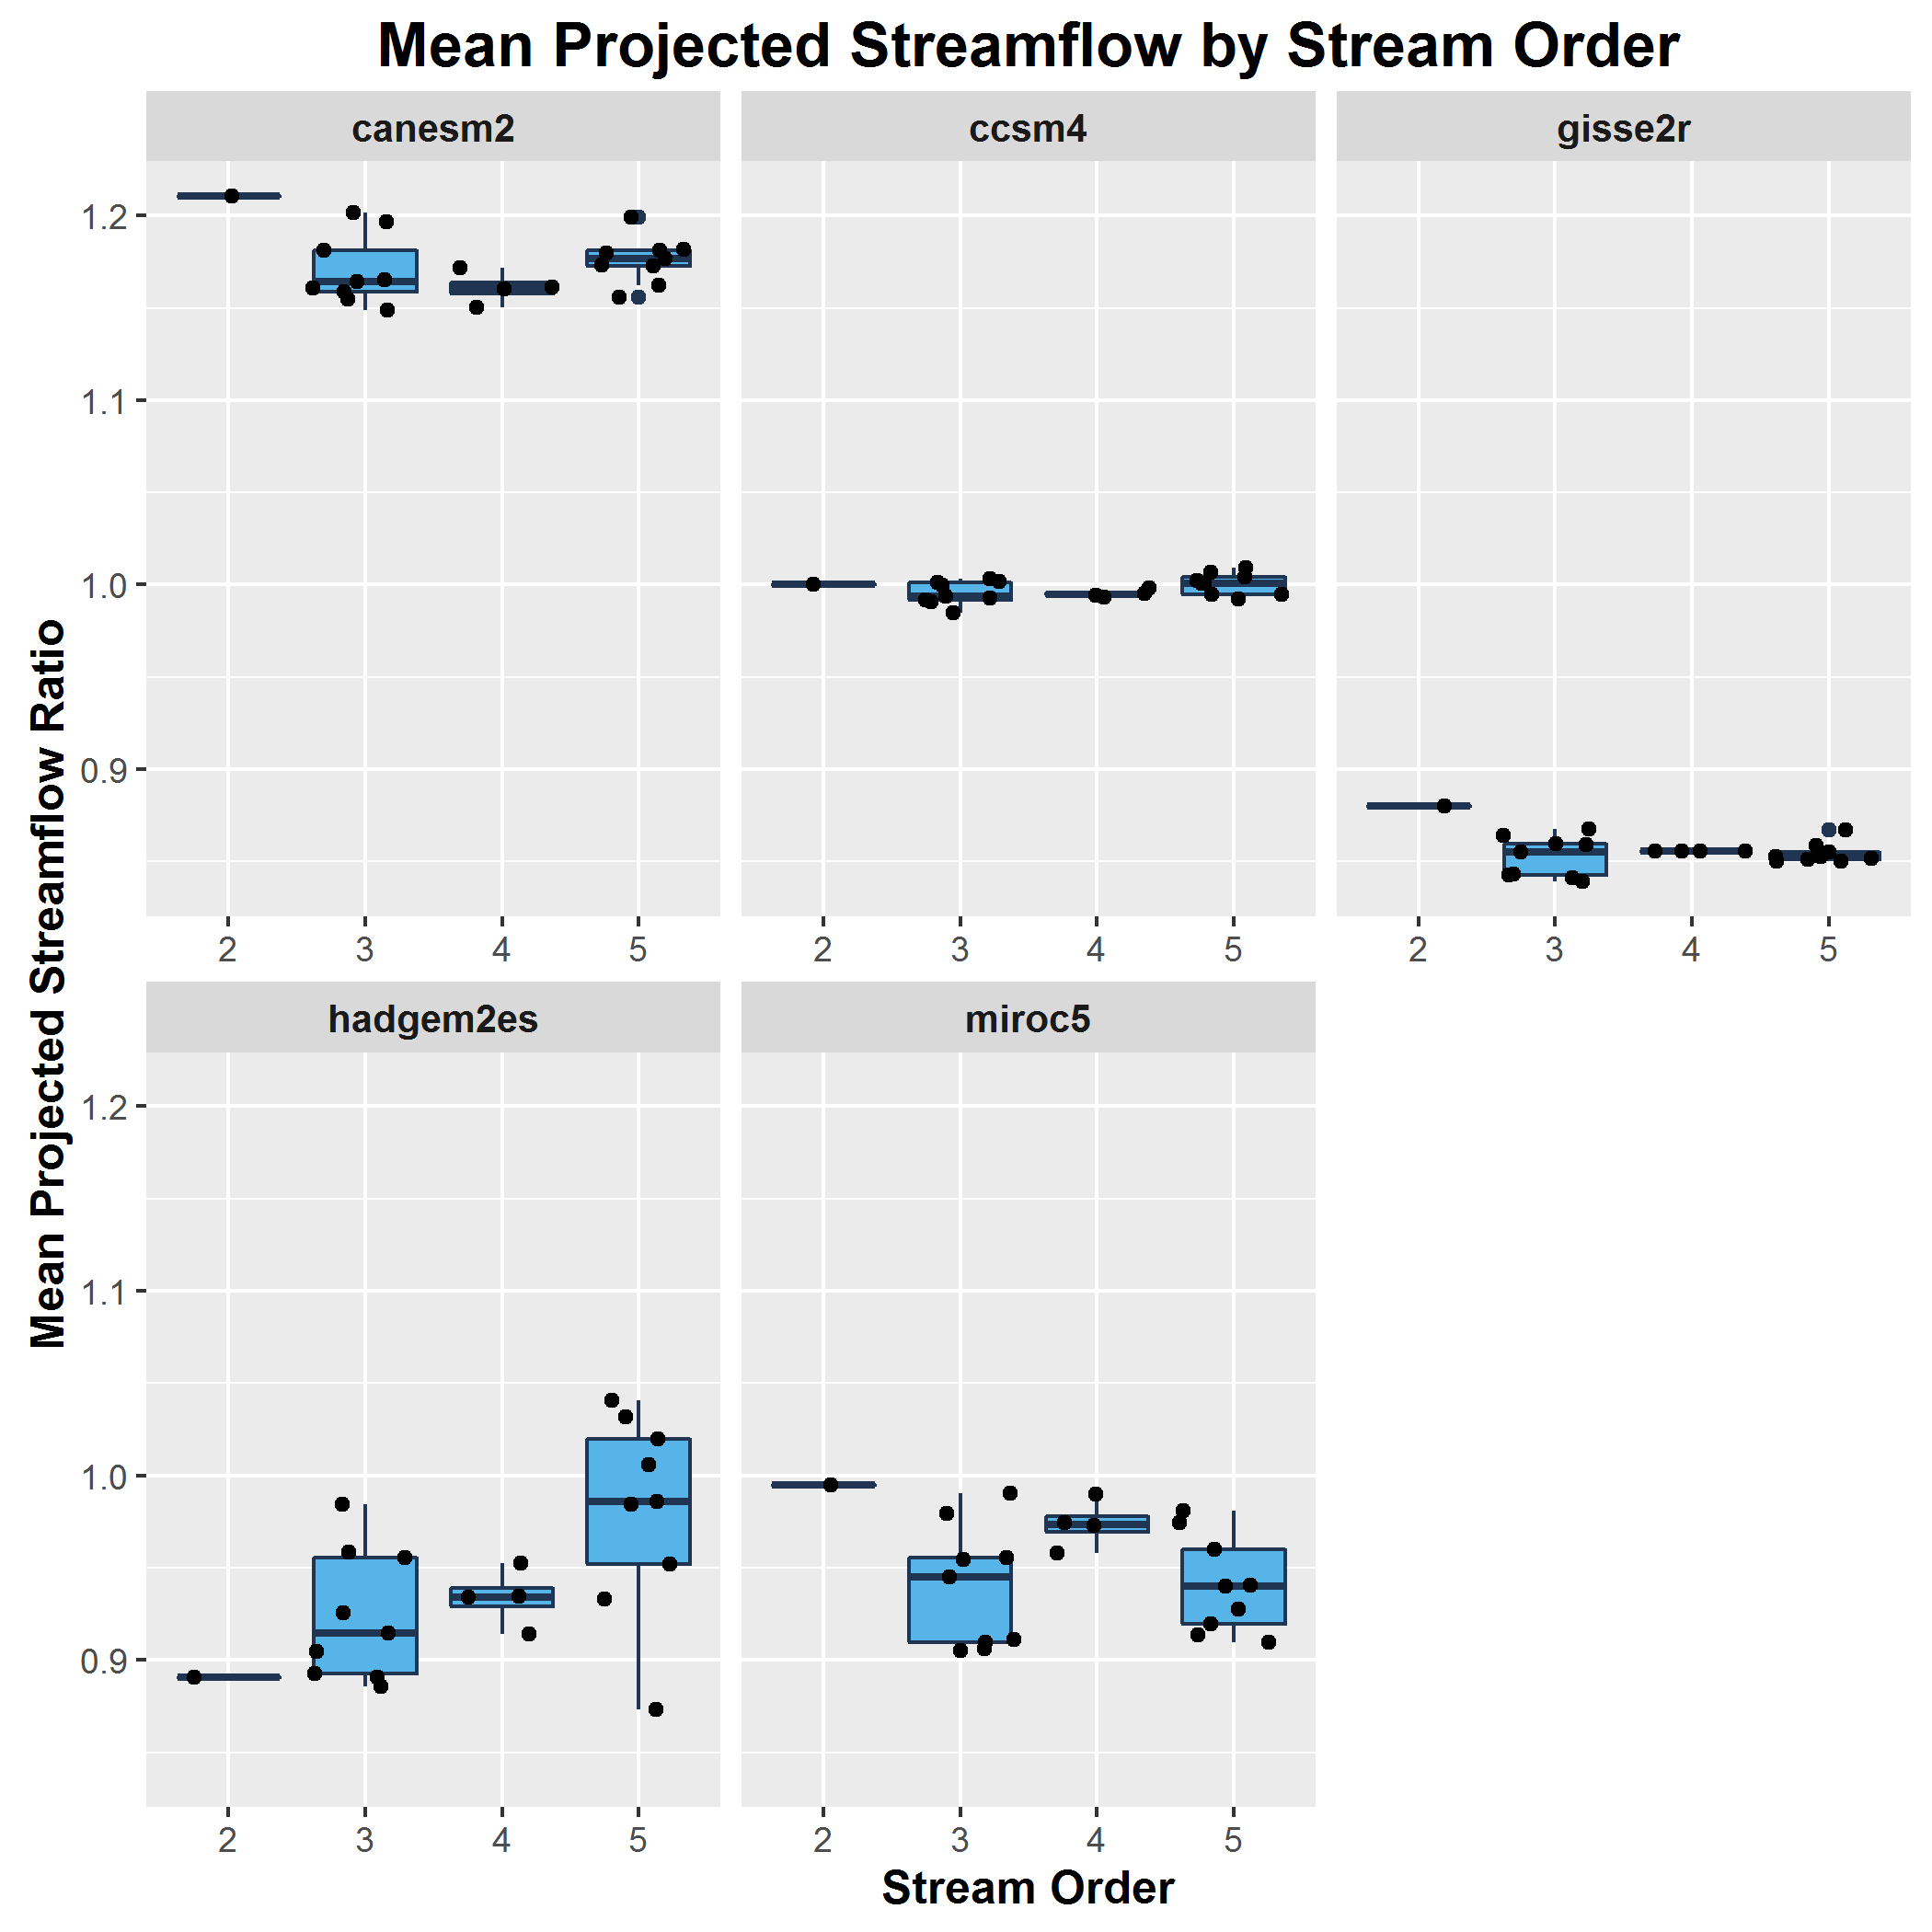 Mean Projected Streamflow by Stream Order
canesm2
ccsm4
gisse2r
1.2
1.1
1.0
0.9
2 3 4 5
2 3 4 5
2 3 4 5
Mean Projected Streamflow Ratio
hadgem2es
miroc5
1.2
1.1
1.0
0.9
2 3 4 5
2 3 4 5
Stream Order